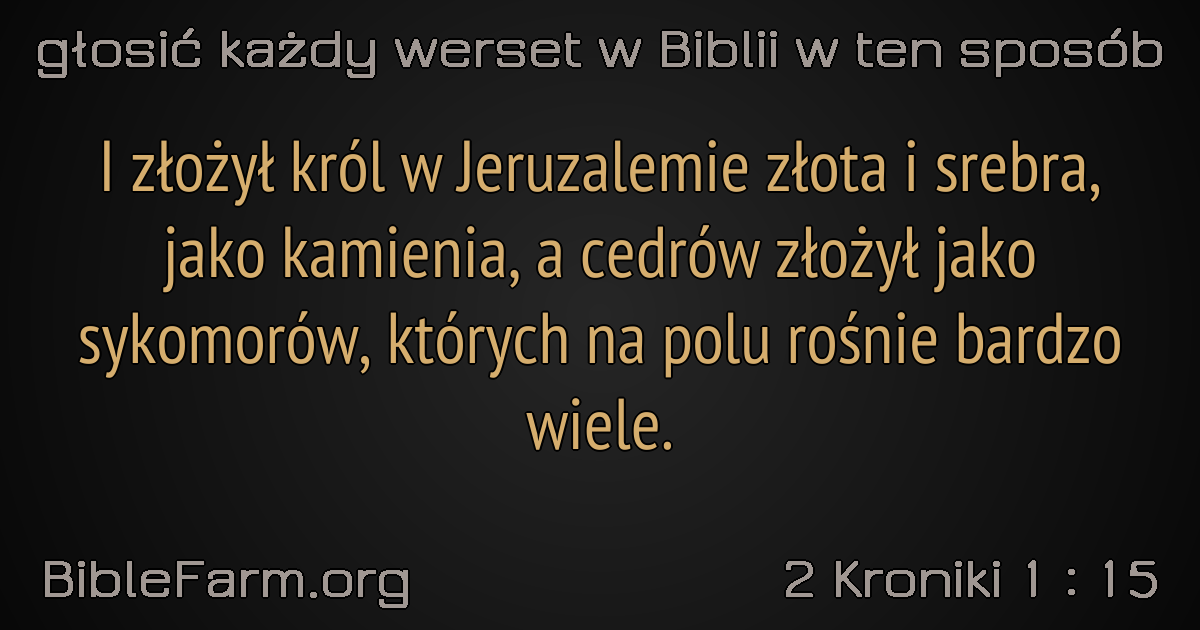 głosić każdy werset w Biblii w ten sposób
I złożył król w Jeruzalemie złota i srebra,
jako kamienia, a cedrów złożył jako
sykomorów, których na polu rośnie bardzo
wiele.
BibleFarm.org
2 Kroniki 1 : 15